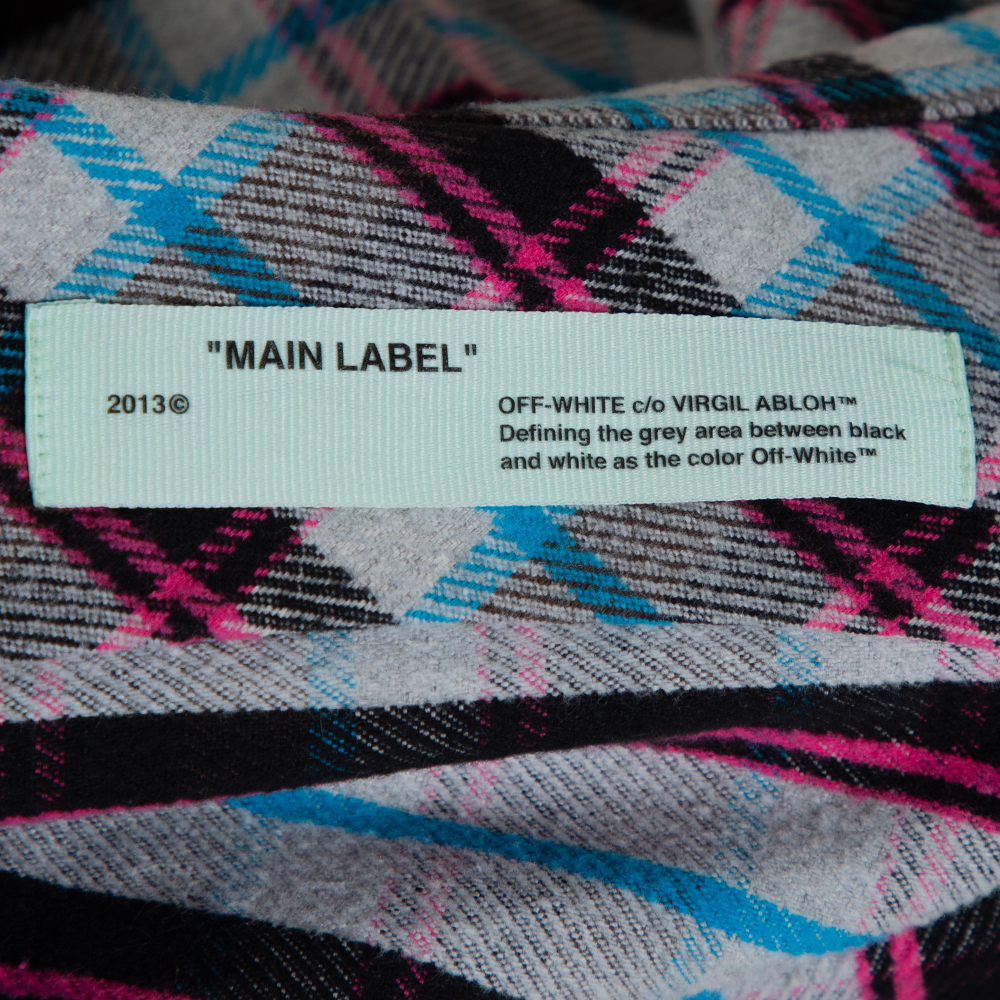 "MAIN LABEL"
2013©
OFF-WHITE c/o VIRGIL ABLOH™
Defining the grey area between black
and white as the color Off-White™